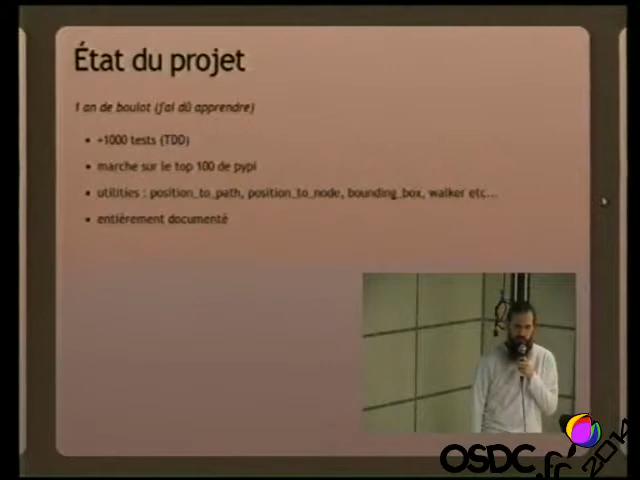 État du projet
1 an de boulot (j'ai dû apprendre)
• +1000 tests (TDD)
• marche sur le top 100 de pypi
• utilities : position_to_path, position_to_node, bounding_box, walker etc...
• entièrement documenté
OSDC.fr 2014